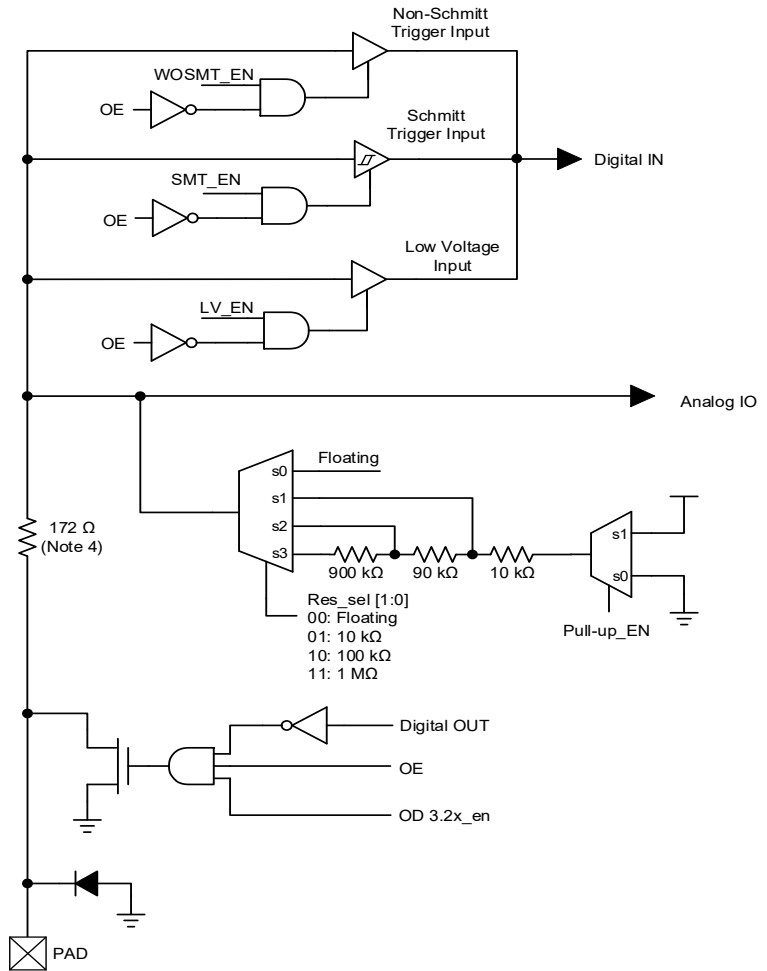 Non-Schmitt
Trigger Input
WOSMT_EN
OE
Schmitt
Trigger Input
Digital IN
SMT_EN
OE
Low Voltage
Input
LV_EN
OE
Analog IO
Floating
s0
s1
s2
s3
172 Ω
(Note 4)
900 kΩ
90 kΩ
10 kΩ
s1
s0
Res_sel [1:0]
00: Floating
01: 10 kΩ
10: 100 kΩ
11: 1 MΩ
Pull-up_EN
Digital OUT
OE
OD 3.2x_en
PAD